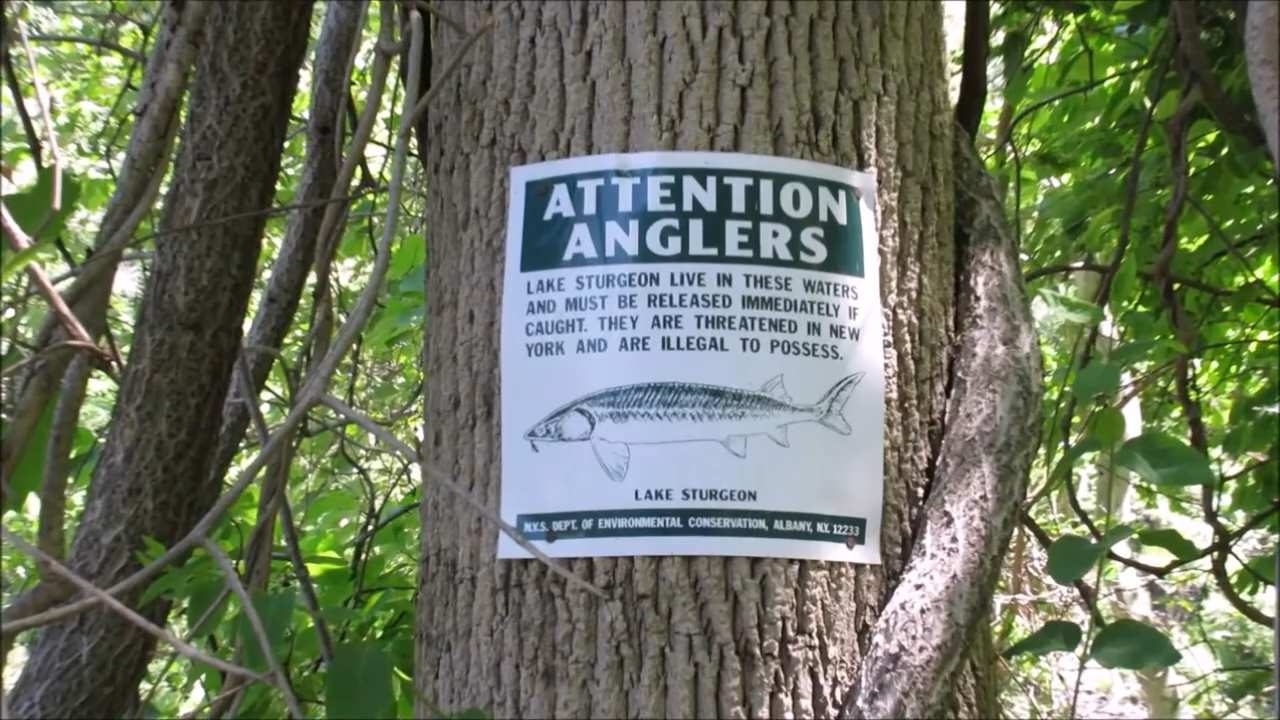 ATTENTION
ANGLERS
LAKE STURGEON LIVE IN THESE WATERS
AND MUST BE RELEASED IMMEDIATELY IF
CAUGHT. THEY ARE THREATENED IN NEW
YORK AND ARE ILLEGAL TO POSSESS.
LAKE STURGEON
N.Y.S. DEPT. OF ENVIRONMENTAL CONSERVATION, ALBANY, N.Y. 12233